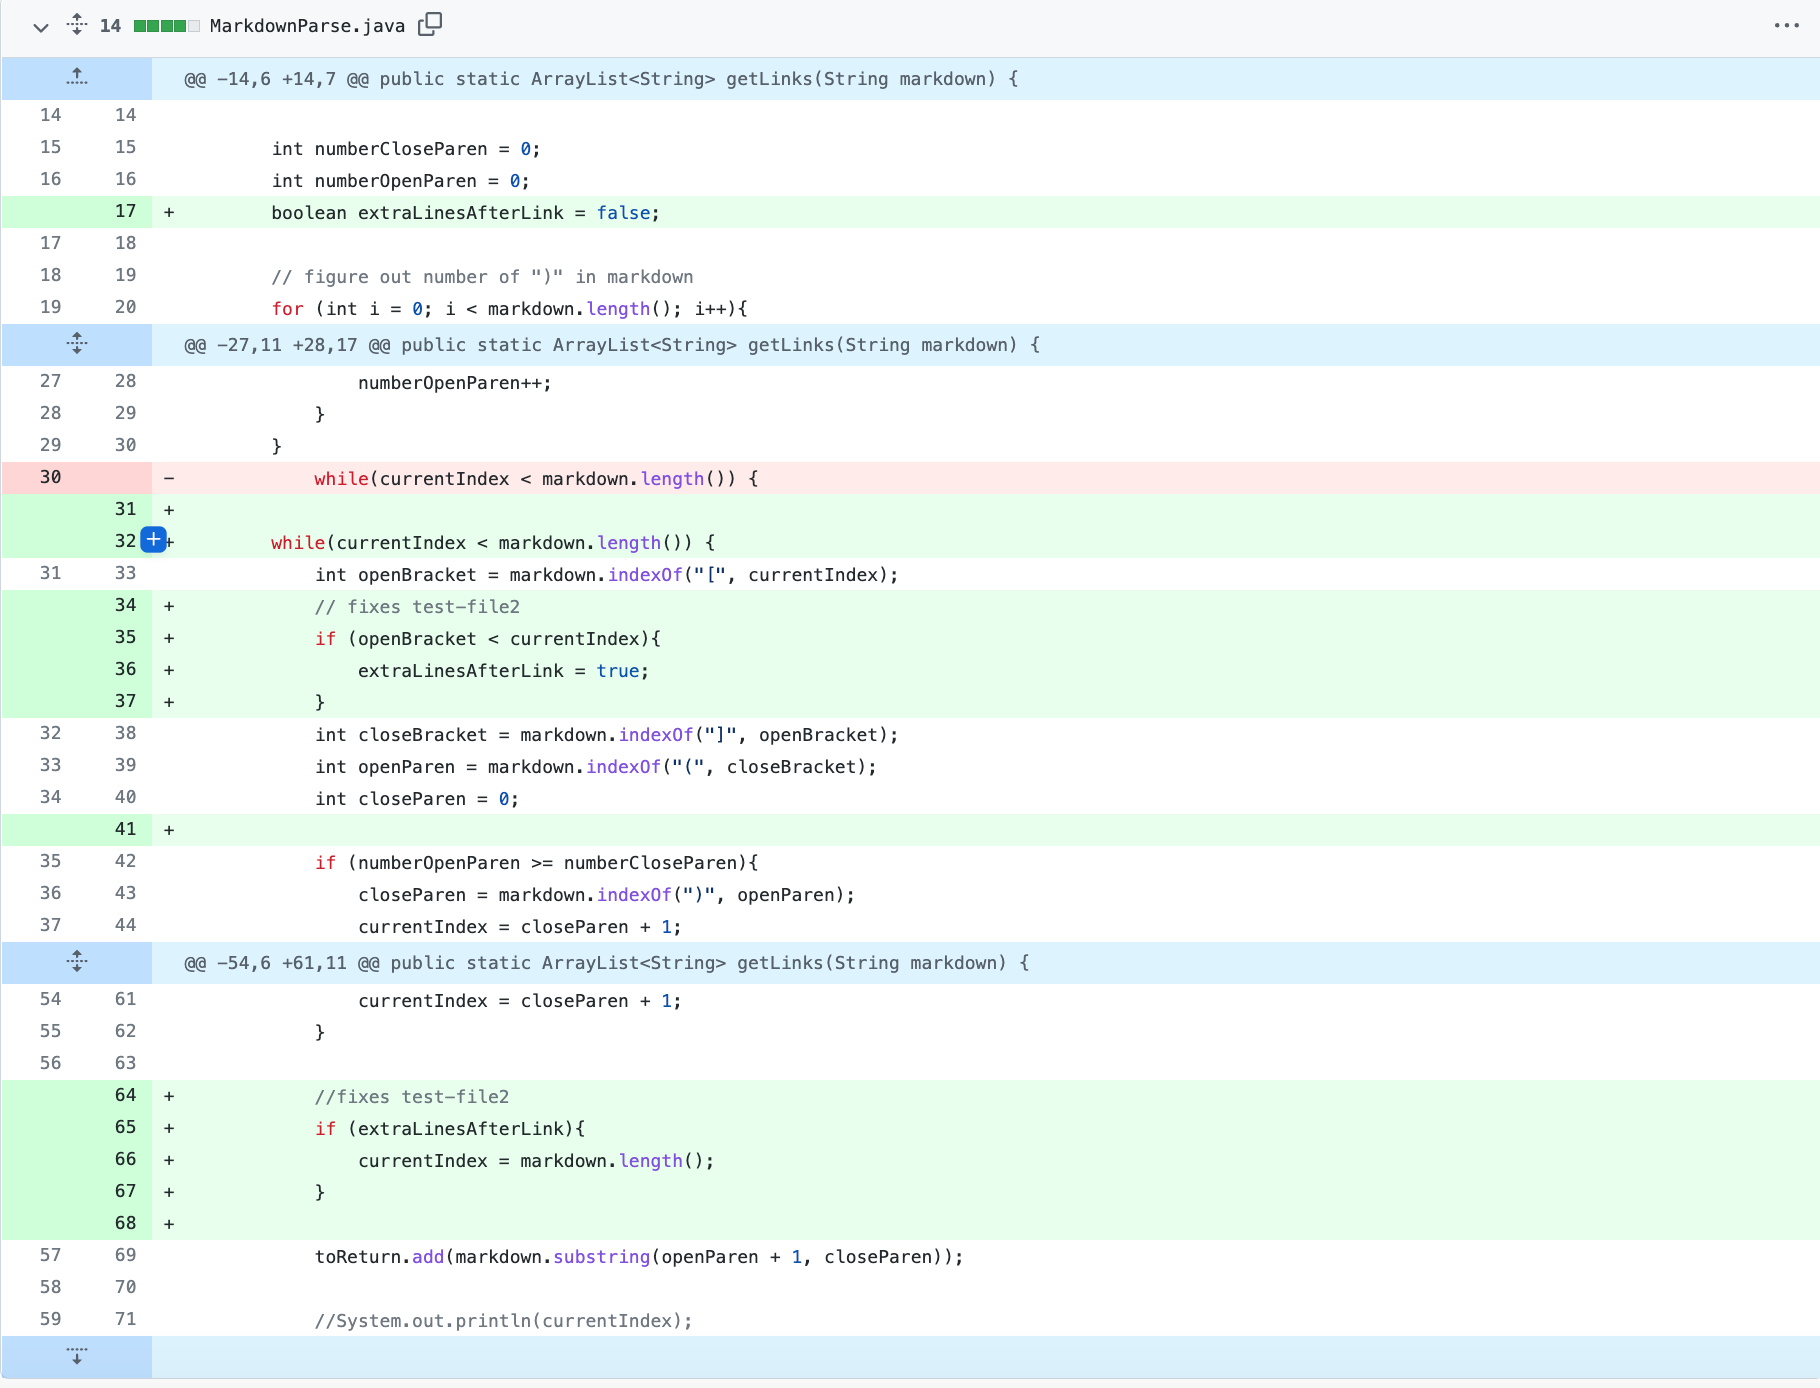 14 MarkdownParse.java
@@ -14,6 +14,7 @@ public static ArrayList<String> getLinks(String markdown) {
14 14
15 15         int numberCloseParen = 0;
16 16         int numberOpenParen = 0;
17 +         boolean extraLinesAfterLink = false;
17 18
18 19         // figure out number of ")" in markdown
19 20         for (int i = 0; i < markdown.length(); i++){
@@ -27,11 +28,17 @@ public static ArrayList<String> getLinks(String markdown) {
27 28                 numberOpenParen++;
28 29             }
29 30         }
30 -             while(currentIndex < markdown.length()) {
31 +
32 +         while(currentIndex < markdown.length()) {
31 33             int openBracket = markdown.indexOf("[", currentIndex);
34 +             // fixes test-file2
35 +             if (openBracket < currentIndex){
36 +                 extraLinesAfterLink = true;
37 +             }
32 38             int closeBracket = markdown.indexOf("]", openBracket);
33 39             int openParen = markdown.indexOf("(", closeBracket);
34 40             int closeParen = 0;
41 +
35 42             if (numberOpenParen >= numberCloseParen){
36 43                 closeParen = markdown.indexOf(")", openParen);
37 44                 currentIndex = closeParen + 1;
@@ -54,6 +61,11 @@ public static ArrayList<String> getLinks(String markdown) {
54 61                 currentIndex = closeParen + 1;
55 62             }
56 63
64 +             //fixes test-file2
65 +             if (extraLinesAfterLink){
66 +                 currentIndex = markdown.length();
67 +             }
68 +
57 69             toReturn.add(markdown.substring(openParen + 1, closeParen));
58 70
59 71             //System.out.println(currentIndex);